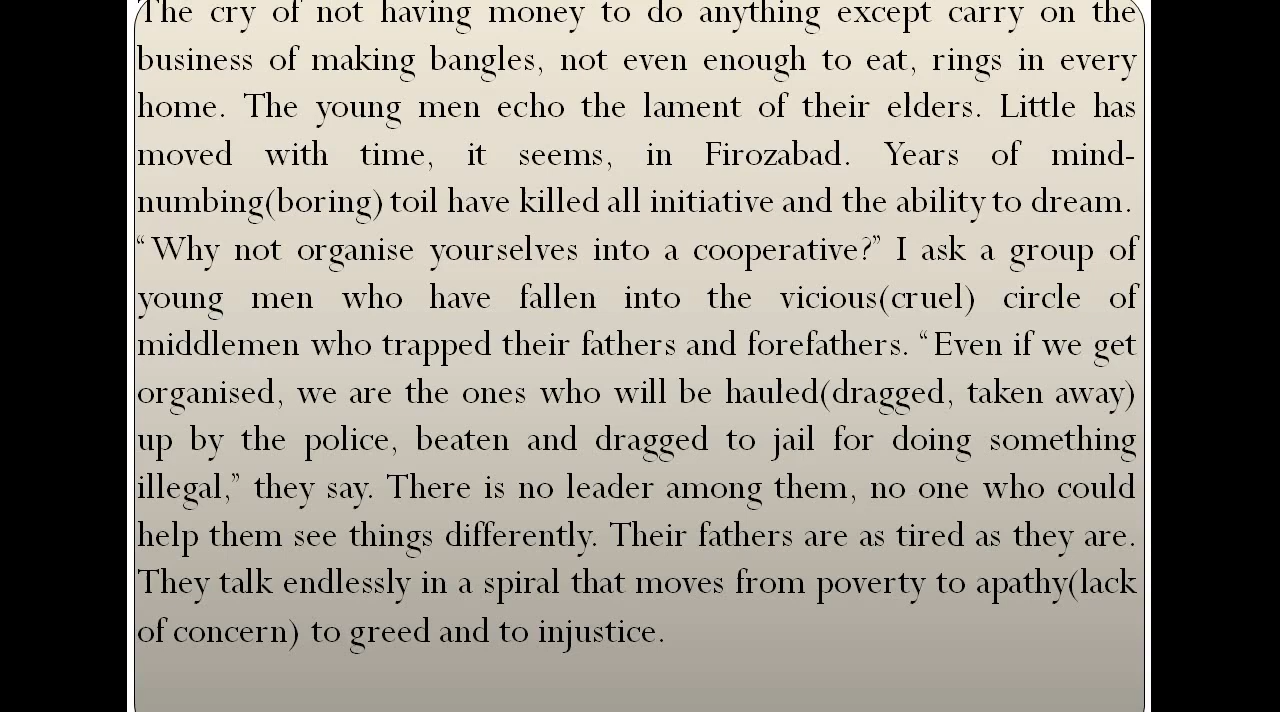 The cry of not having money to do anything except carry on the
business of making bangles, not even enough to eat, rings in every
home. The young men echo the lament of their elders. Little has
moved with time, it seems, in Firozabad. Years of mind-
numbing(boring) toil have killed all initiative and the ability to dream.
“Why not organise yourselves into a cooperative?” I ask a group of
young men who have fallen into the vicious(cruel) circle of
middlemen who trapped their fathers and forefathers. “Even if we get
organised, we are the ones who will be hauled(dragged, taken away)
up by the police, beaten and dragged to jail for doing something
illegal,” they say. There is no leader among them, no one who could
help them see things differently. Their fathers are as tired as they are.
They talk endlessly in a spiral that moves from poverty to apathy(lack
of concern) to greed and to injustice.